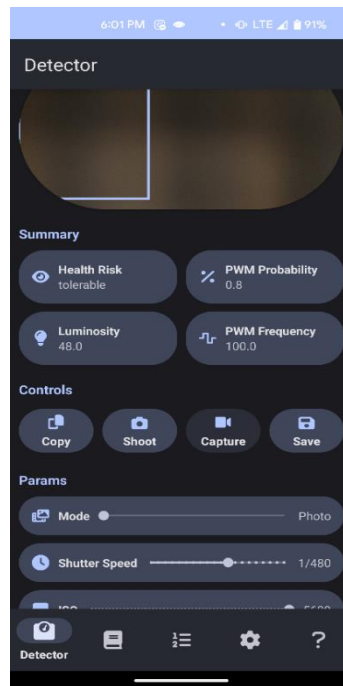 6:01 PM LTE 91%
Detector
Summary
Health Risk
tolerable
PWM Probability
0.8
Luminosity
48.0
PWM Frequency
100.0
Controls
Copy
Shoot
Capture
Save
Params
Mode Photo
Shutter Speed 1/480
Detector